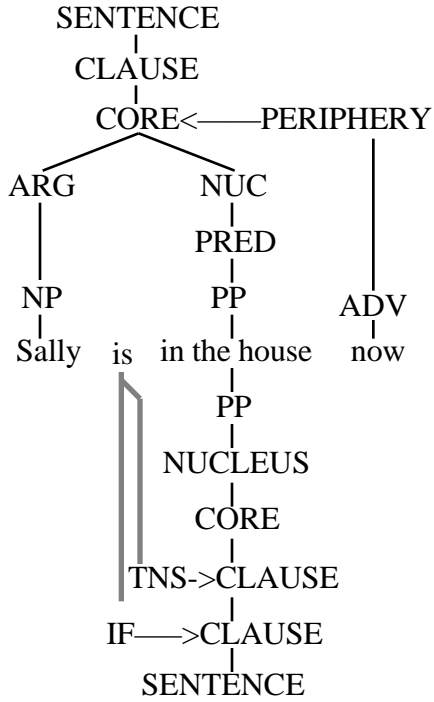 SENTENCE
CLAUSE
CORE<——PERIPHERY
ARG NUC
PRED
NP PP ADV
Sally is in the house now
PP
NUCLEUS
CORE
TNS->CLAUSE
IF——>CLAUSE
SENTENCE